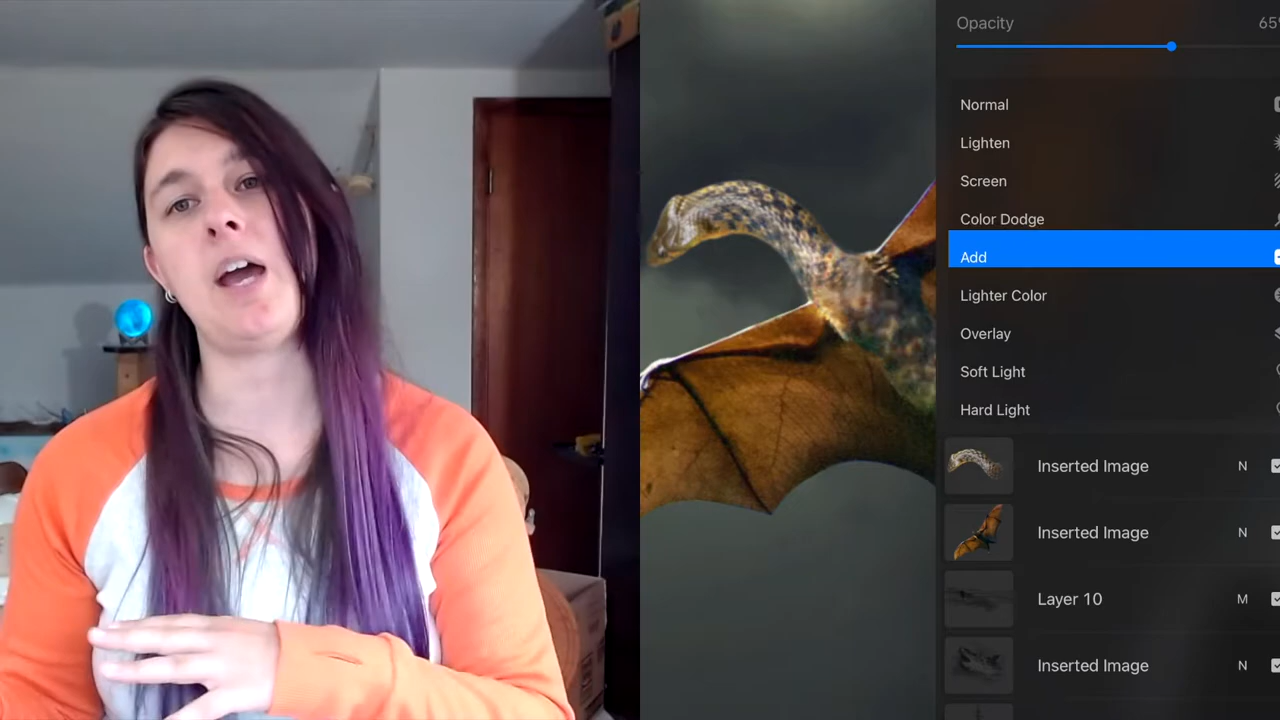 Opacity 65%
Normal
Lighten
Screen
Color Dodge
Add
Lighter Color
Overlay
Soft Light
Hard Light
Inserted Image N
Inserted Image N
Layer 10 M
Inserted Image N